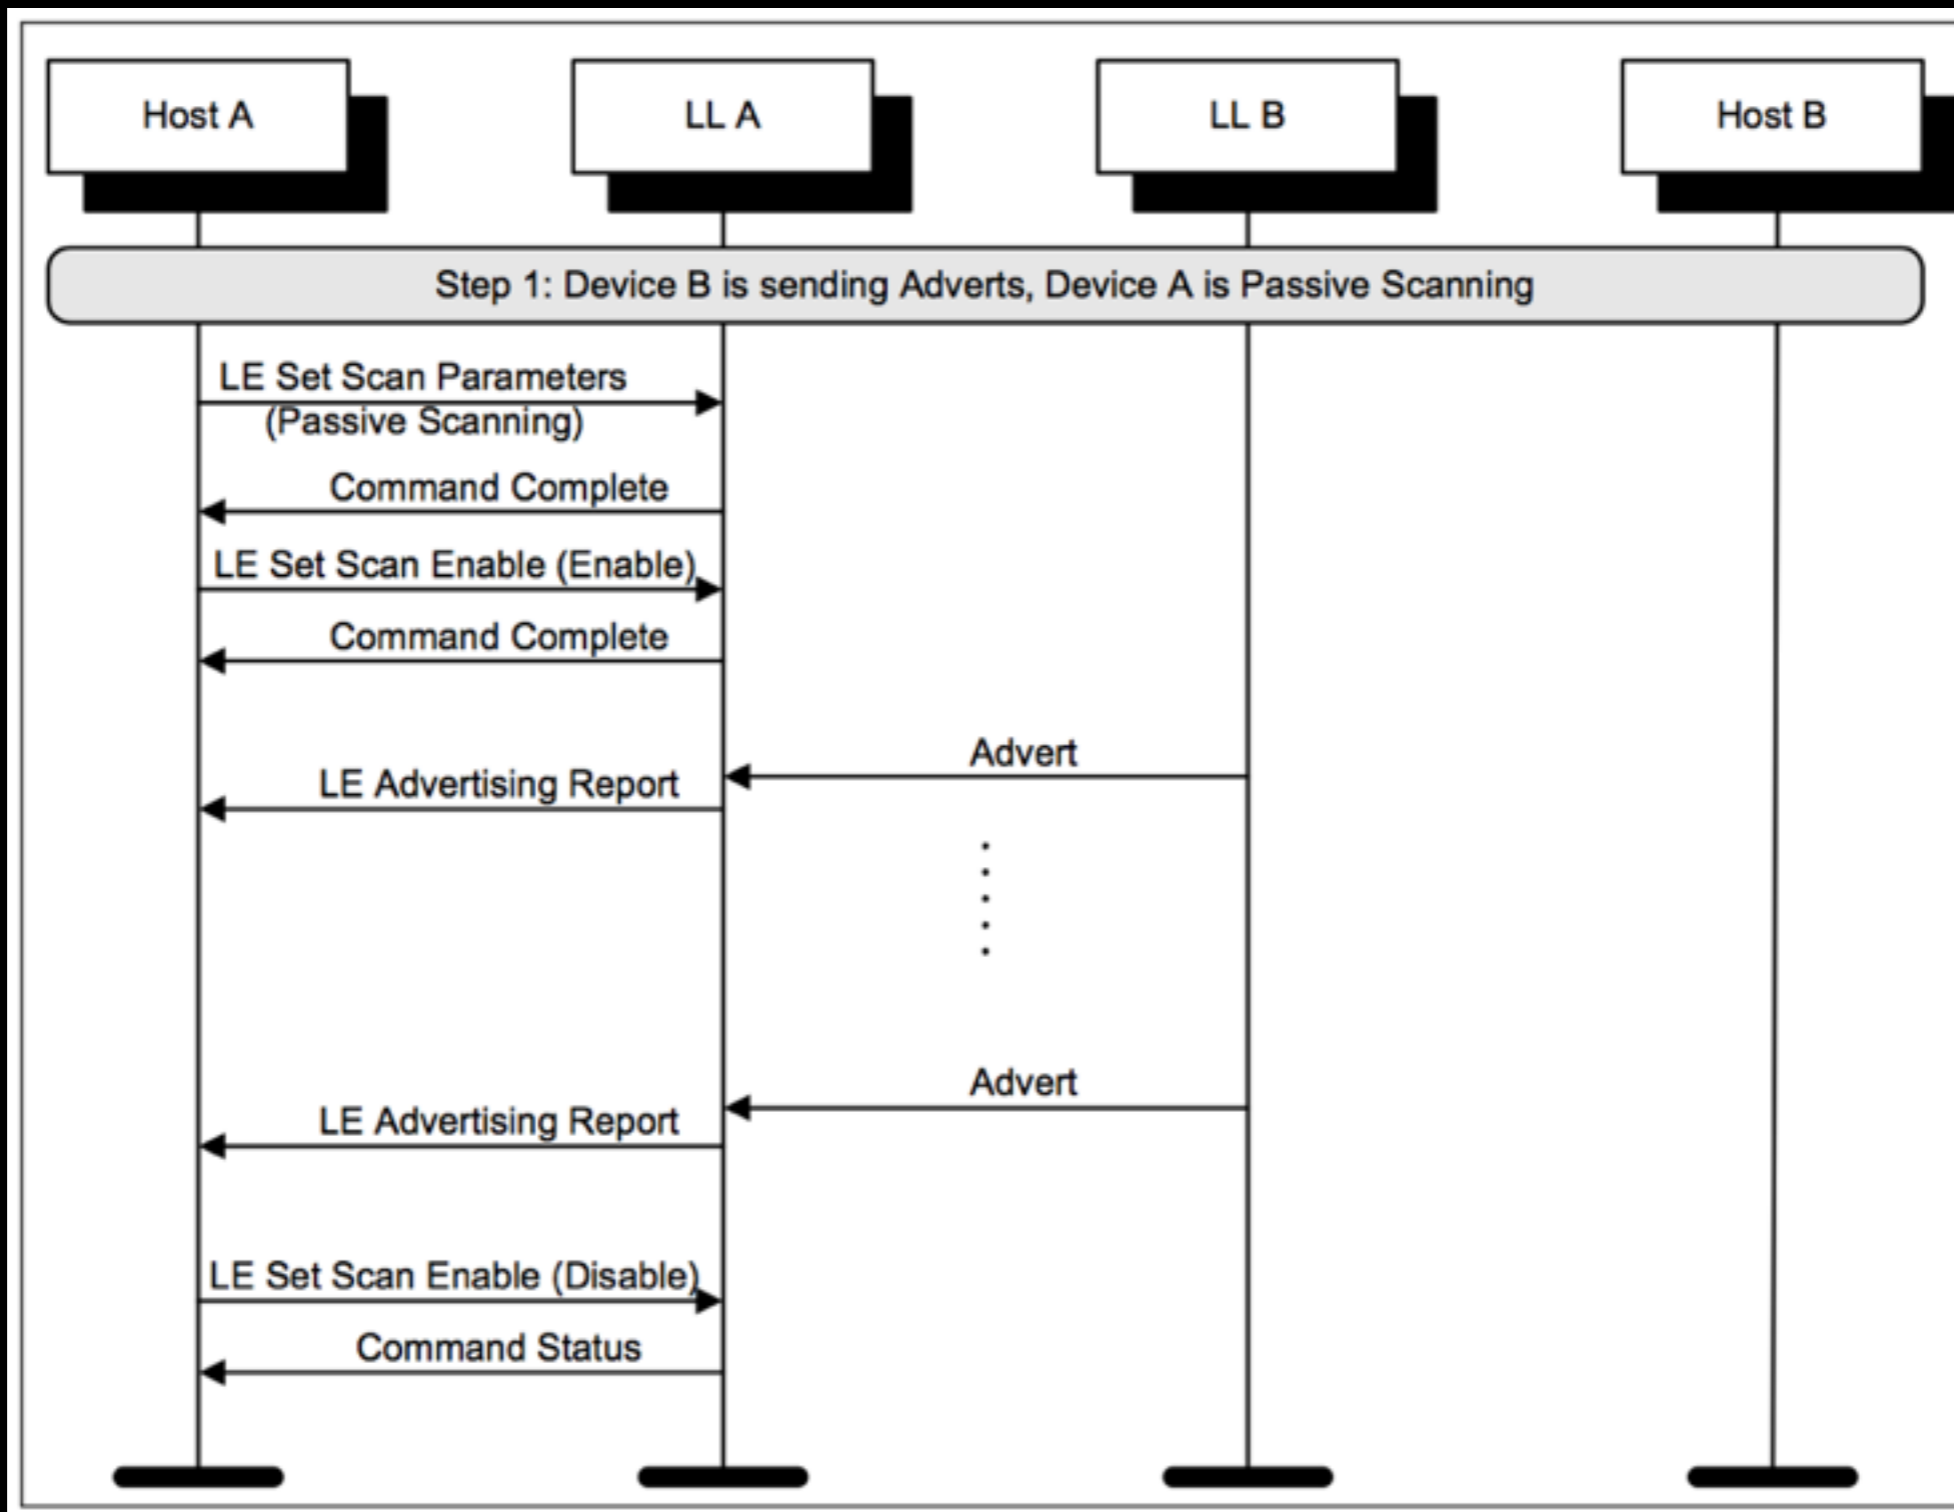 Host A
LL A
LL B
Host B
Step 1: Device B is sending Adverts, Device A is Passive Scanning
LE Set Scan Parameters
(Passive Scanning)
Command Complete
LE Set Scan Enable (Enable)
Command Complete
Advert
LE Advertising Report
Advert
LE Advertising Report
LE Set Scan Enable (Disable)
Command Status